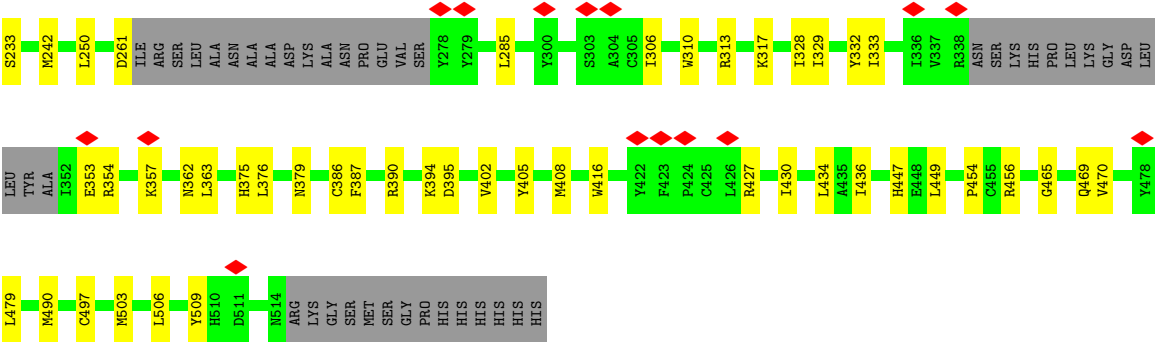 S233 M242 L250 D261 ILE ARG SER LEU ALA ASN ALA ALA ALA ASP LYS ALA ASN PRO GLU VAL SER Y278 Y279 L285 Y300 S303 A304 C305 I306 W310 R313 K317 I328 I329 Y332 I333 I336 V337 R338 ASN SER LYS HIS PRO LEU LYS GLY ASP LEU
LEU TYR ALA I352 E353 R354 K357 N362 L363 H375 L376 N379 C386 F387 R390 K394 D395 V402 Y405 M408 W416 Y422 F423 P424 C425 L426 R427 I430 L434 A435 I436 H447 E448 L449 P454 C455 R456 G465 Q469 V470 Y478
L479 M490 C497 M503 L506 Y509 H510 D511 N514 ARG LYS GLY SER MET SER GLY PRO HIS HIS HIS HIS HIS HIS